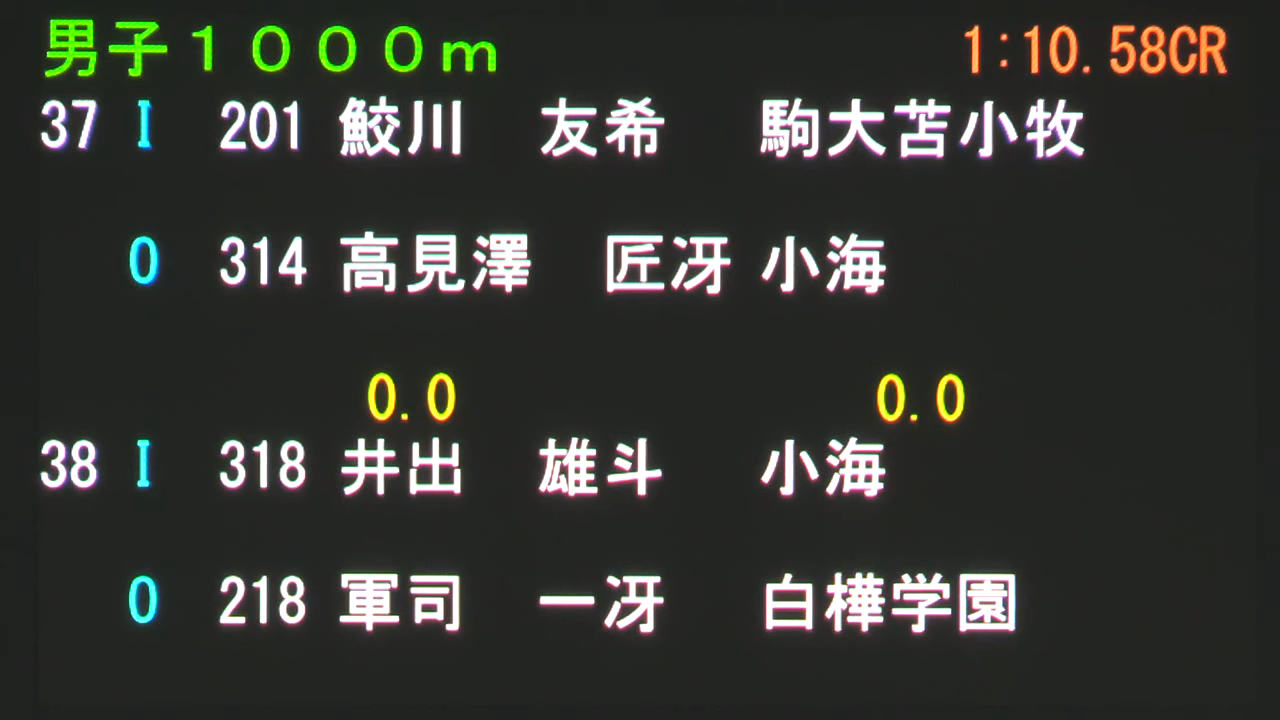 男子１０００ｍ 1:10.58CR
37 I 201 鮫川 友希 駒大苫小牧
O 314 高見澤 匠冴 小海
0.0 0.0
38 I 318 井出 雄斗 小海
O 218 軍司 一冴 白樺学園